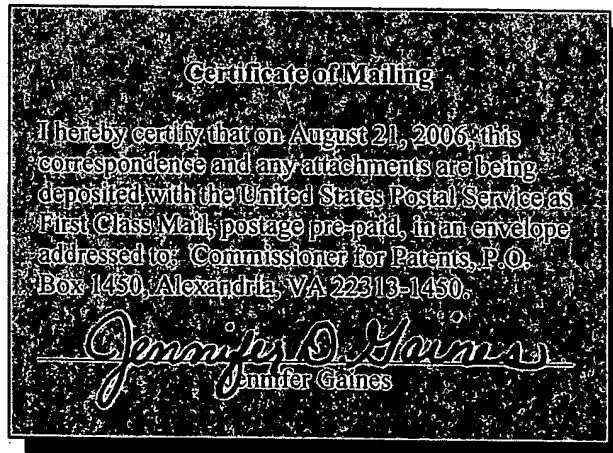 Certificate of Mailing
I hereby certify that on August 21, 2006, this
correspondence and any attachments are being
deposited with the United States Postal Service as
First Class Mail, postage pre-paid, in an envelope
addressed to: Commissioner for Patents, P.O.
Box 1450, Alexandria, VA 22313-1450.
Jennifer D Gaines
Jennifer Gaines